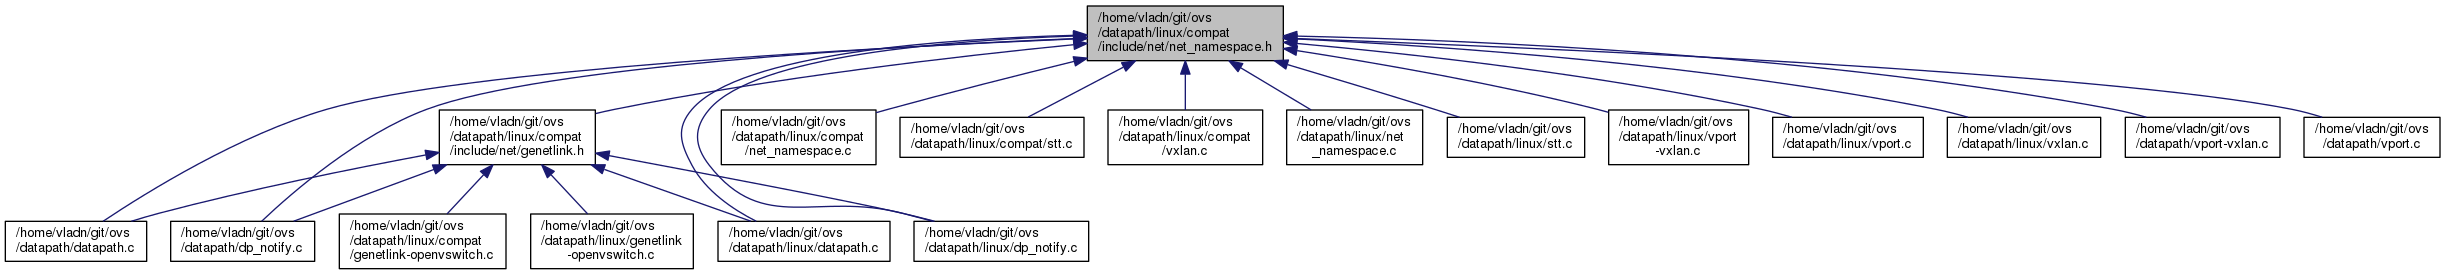 /home/vladn/git/ovs
/datapath/linux/compat
/include/net/net_namespace.h
/home/vladn/git/ovs
/datapath/linux/compat
/include/net/genetlink.h
/home/vladn/git/ovs
/datapath/linux/compat
/net_namespace.c
/home/vladn/git/ovs
/datapath/linux/compat/stt.c
/home/vladn/git/ovs
/datapath/linux/compat
/vxlan.c
/home/vladn/git/ovs
/datapath/linux/net
_namespace.c
/home/vladn/git/ovs
/datapath/linux/stt.c
/home/vladn/git/ovs
/datapath/linux/vport
-vxlan.c
/home/vladn/git/ovs
/datapath/linux/vport.c
/home/vladn/git/ovs
/datapath/linux/vxlan.c
/home/vladn/git/ovs
/datapath/vport-vxlan.c
/home/vladn/git/ovs
/datapath/vport.c
/home/vladn/git/ovs
/datapath/datapath.c
/home/vladn/git/ovs
/datapath/dp_notify.c
/home/vladn/git/ovs
/datapath/linux/compat
/genetlink-openvswitch.c
/home/vladn/git/ovs
/datapath/linux/genetlink
-openvswitch.c
/home/vladn/git/ovs
/datapath/linux/datapath.c
/home/vladn/git/ovs
/datapath/linux/dp_notify.c